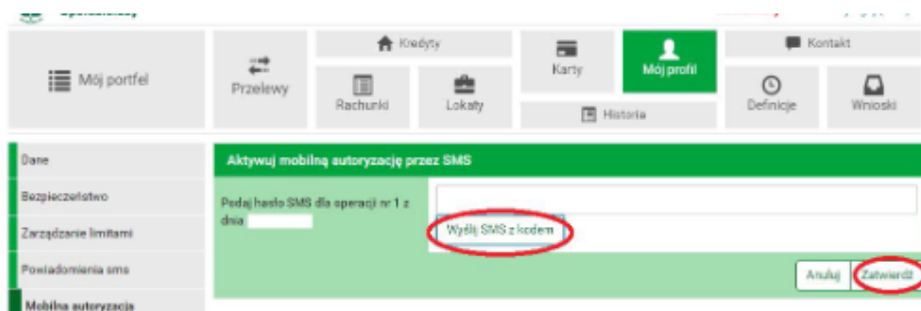 Kredyty
Kontakt
Mój portfel
Przelewy
Karty
Mój profil
Rachunki
Lokaty
Definicje
Wnioski
Historia
Dane
Aktywuj mobilną autoryzację przez SMS
Bezpieczeństwo
Podaj hasło SMS dla operacji nr 1 z
dnia
Wyślij SMS z kodem
Zarządzanie limitami
Powiadomienia sms
Anuluj Zatwierdź
Mobilna autoryzacja